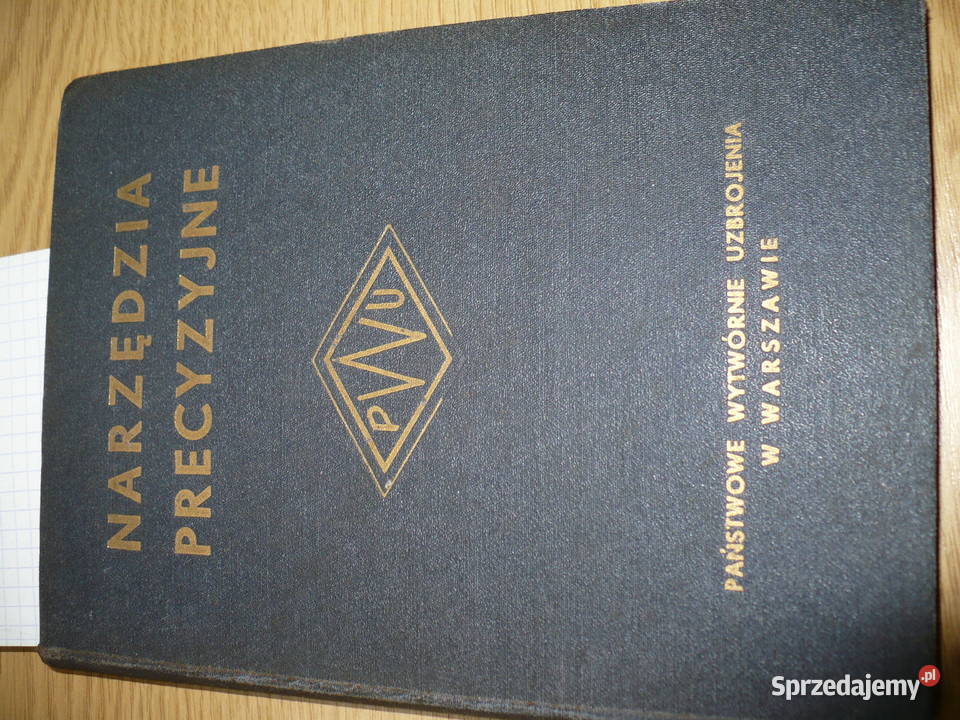 NARZĘDZIA
PRECYZYJNE
PWU
PAŃSTWOWE WYTWÓRNIE UZBROJENIA
W WARSZAWIE
Sprzedajemy.pl